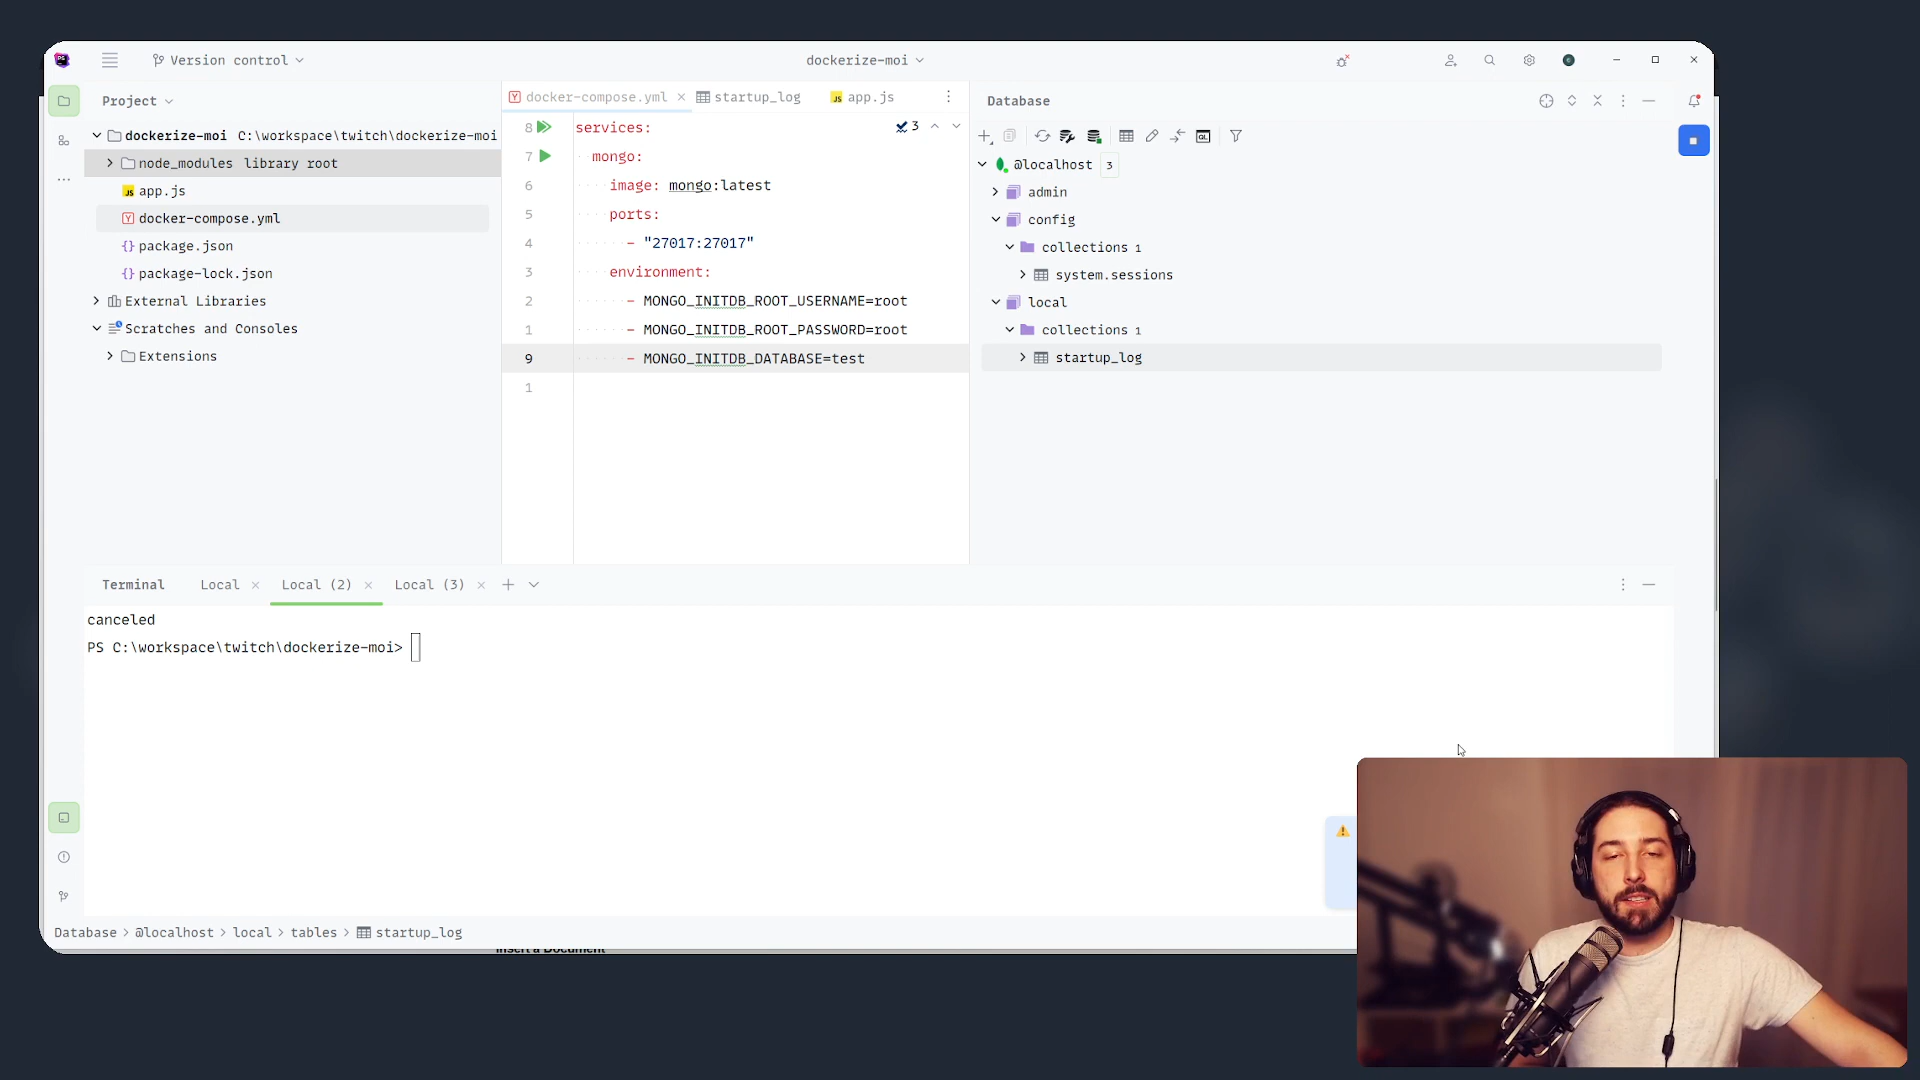 Version control
dockerize-moi
Project
dockerize-moi C:\workspace\twitch\dockerize-moi
node_modules library root
app.js
docker-compose.yml
package.json
package-lock.json
External Libraries
Scratches and Consoles
Extensions
docker-compose.yml
startup_log
app.js
8 services:
3
7 mongo:
6 image: mongo:latest
5 ports:
4 - "27017:27017"
3 environment:
2 - MONGO_INITDB_ROOT_USERNAME=root
1 - MONGO_INITDB_ROOT_PASSWORD=root
9 - MONGO_INITDB_DATABASE=test
1
Database
@localhost 3
admin
config
collections 1
system.sessions
local
collections 1
startup_log
Terminal
Local
Local (2)
Local (3)
canceled
PS C:\workspace\twitch\dockerize-moi>
Database > @localhost > local > tables > startup_log
Insert a Document